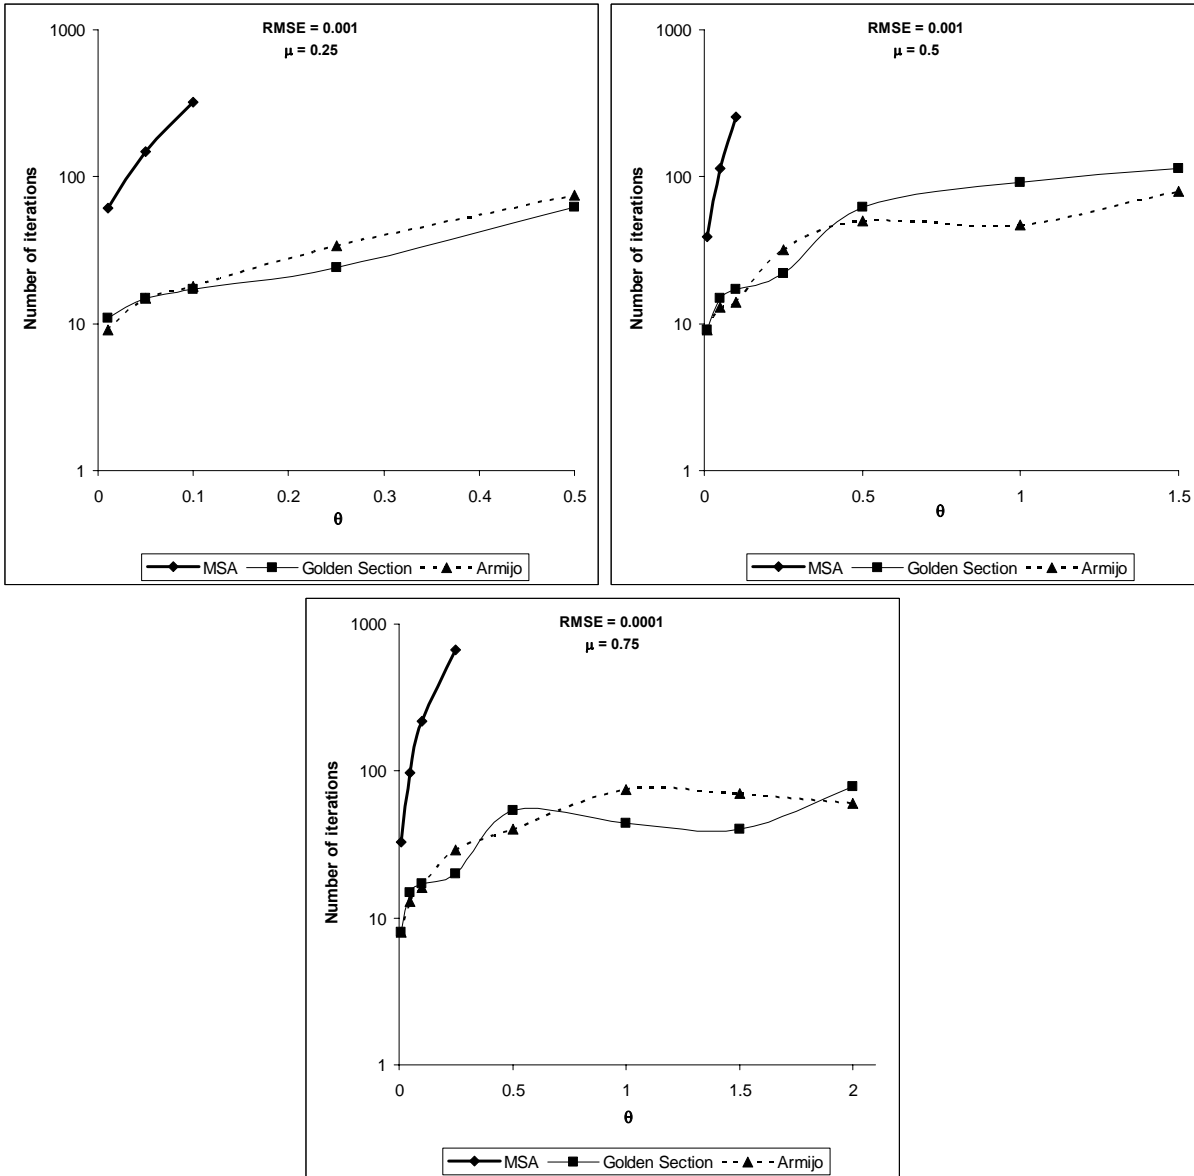 RMSE = 0.001
μ = 0.25
1000
100
10
1
Number of iterations
0 0.1 0.2 0.3 0.4 0.5
θ
MSA Golden Section Armijo
RMSE = 0.001
μ = 0.5
1000
100
10
1
Number of iterations
0 0.5 1 1.5
θ
MSA Golden Section Armijo
RMSE = 0.0001
μ = 0.75
1000
100
10
1
Number of iterations
0 0.5 1 1.5 2
θ
MSA Golden Section Armijo